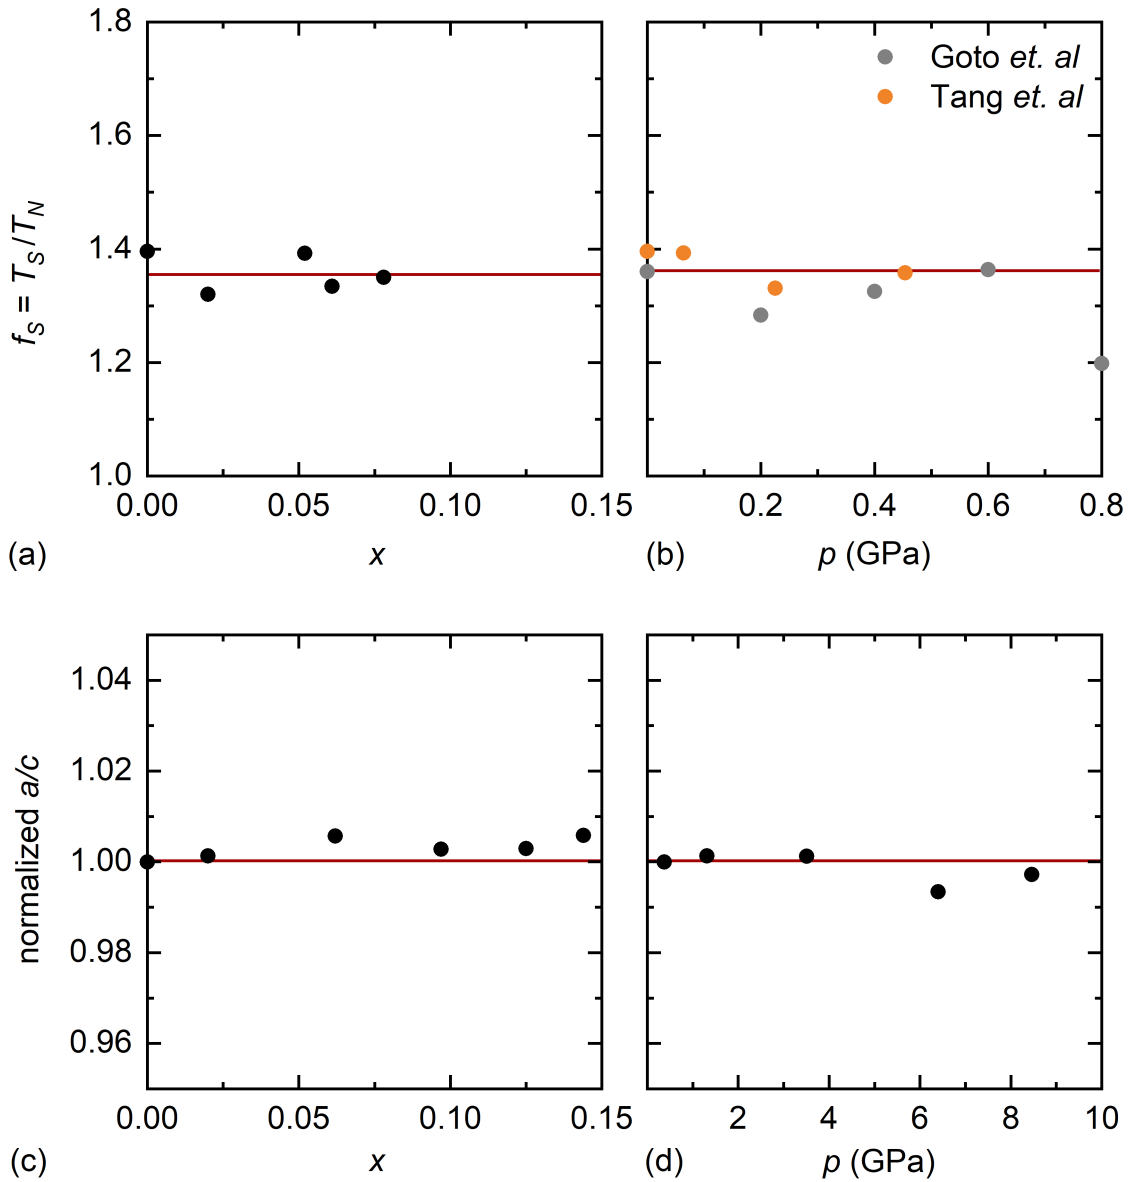 1.8
1.6
1.4
1.2
1.0
fS = TS/TN
0.00 0.05 0.10 0.15
(a) x
Goto et. al
Tang et. al
0.2 0.4 0.6 0.8
(b) p (GPa)
1.04
1.02
1.00
0.98
0.96
normalized a/c
0.00 0.05 0.10 0.15
(c) x
2 4 6 8 10
(d) p (GPa)